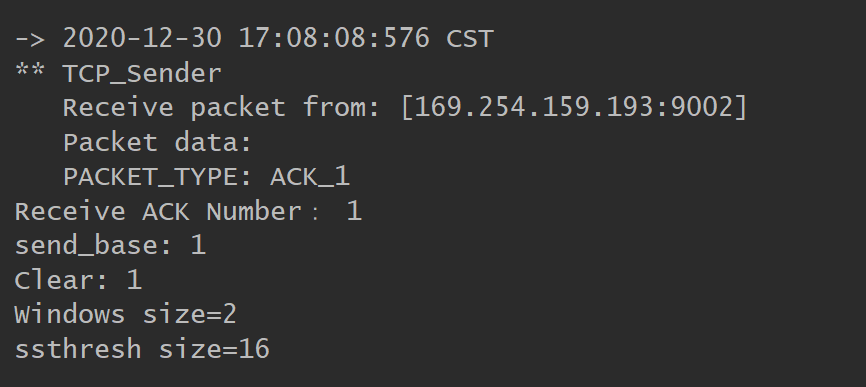 -> 2020-12-30 17:08:08:576 CST
** TCP_Sender
Receive packet from: [169.254.159.193:9002]
Packet data:
PACKET_TYPE: ACK_1
Receive ACK Number： 1
send_base: 1
Clear: 1
Windows size=2
ssthresh size=16